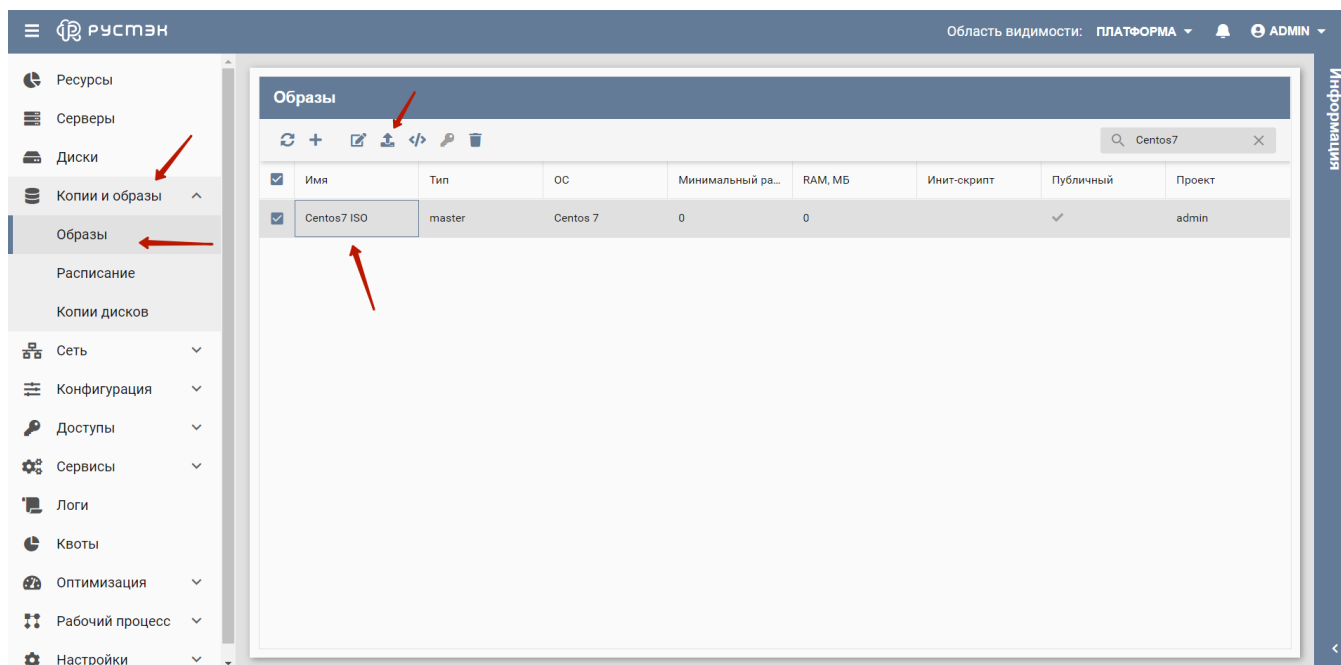 РУСТЭК
Область видимости: ПЛАТФОРМА
ADMIN
Ресурсы
Серверы
Диски
Копии и образы
Образы
Расписание
Копии дисков
Сеть
Конфигурация
Доступы
Сервисы
Логи
Квоты
Оптимизация
Рабочий процесс
Настройки
Образы
Centos7
Имя Тип ОС Минимальный ра... RAM, МБ Инит-скрипт Публичный Проект
Centos7 ISO master Centos 7 0 0 admin
Информация